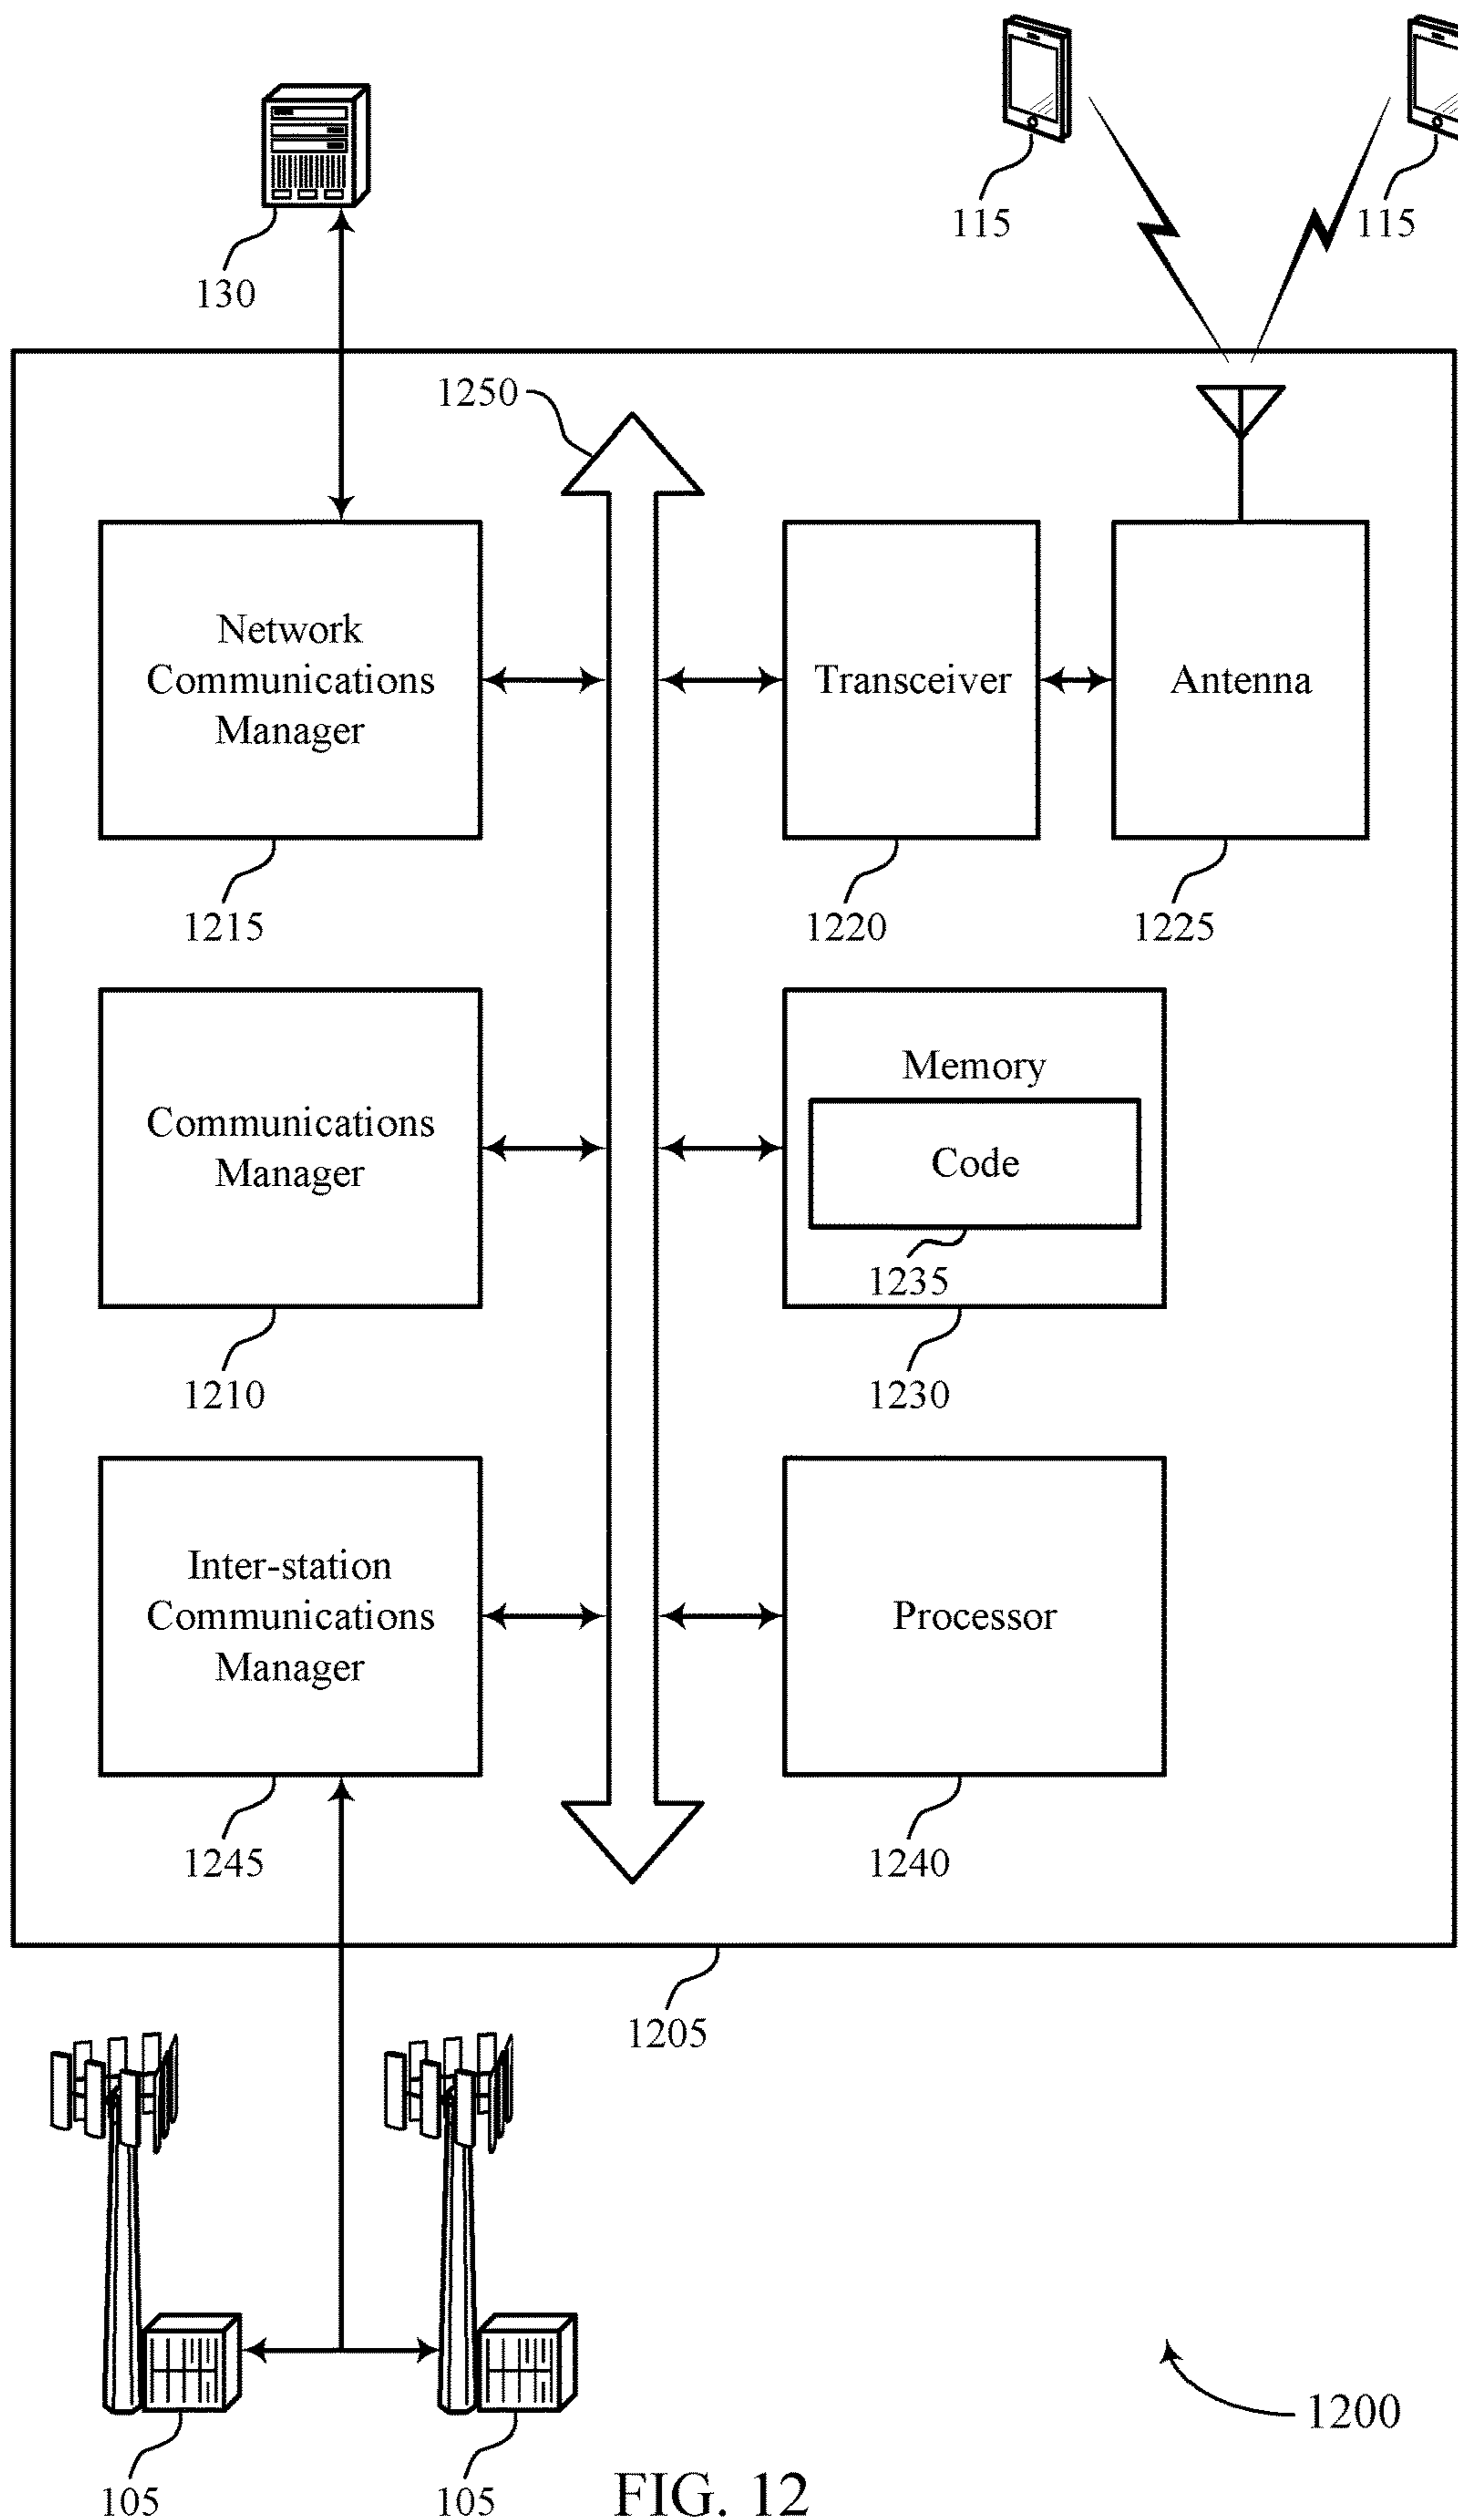 115
115
130
1250
Network
Communications
Manager
Transceiver
Antenna
1215
1220
1225
Communications
Manager
Memory
Code
1235
1210
1230
Inter-station
Communications
Manager
Processor
1245
1240
1205
1200
105
105
FIG. 12